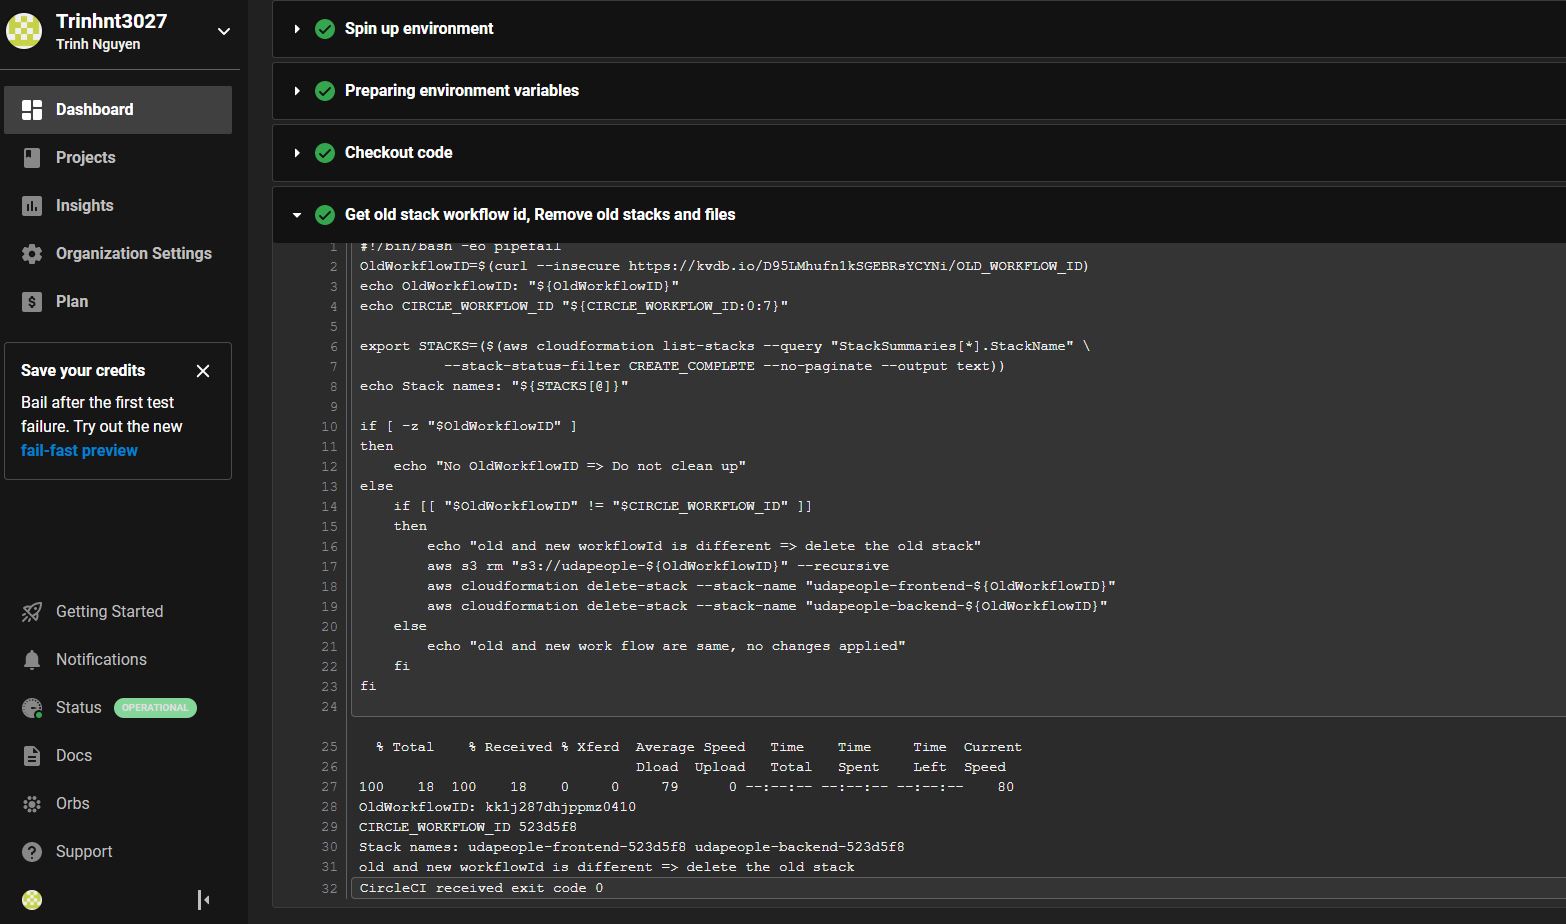 Trinhnt3027
Trinh Nguyen
Dashboard
Projects
Insights
Organization Settings
Plan
Save your credits
Bail after the first test
failure. Try out the new
fail-fast preview
Getting Started
Notifications
Status OPERATIONAL
Docs
Orbs
Support
Spin up environment
Preparing environment variables
Checkout code
Get old stack workflow id, Remove old stacks and files
1 #!/bin/bash -eo pipefail
2 OldWorkflowID=$(curl --insecure https://kvdb.io/D95LMhufn1kSGEBRsYCYNi/OLD_WORKFLOW_ID)
3 echo OldWorkflowID: "${OldWorkflowID}"
4 echo CIRCLE_WORKFLOW_ID "${CIRCLE_WORKFLOW_ID:0:7}"
5
6 export STACKS=($(aws cloudformation list-stacks --query "StackSummaries[*].StackName" \
7 --stack-status-filter CREATE_COMPLETE --no-paginate --output text))
8 echo Stack names: "${STACKS[@]}"
9
10 if [ -z "$OldWorkflowID" ]
11 then
12 echo "No OldWorkflowID => Do not clean up"
13 else
14 if [[ "$OldWorkflowID" != "$CIRCLE_WORKFLOW_ID" ]]
15 then
16 echo "old and new workflowId is different => delete the old stack"
17 aws s3 rm "s3://udapeople-${OldWorkflowID}" --recursive
18 aws cloudformation delete-stack --stack-name "udapeople-frontend-${OldWorkflowID}"
19 aws cloudformation delete-stack --stack-name "udapeople-backend-${OldWorkflowID}"
20 else
21 echo "old and new work flow are same, no changes applied"
22 fi
23 fi
24
25 % Total % Received % Xferd Average Speed Time Time Time Current
26 Dload Upload Total Spent Left Speed
27 100 18 100 18 0 0 79 0 --:--:-- --:--:-- --:--:-- 80
28 OldWorkflowID: kk1j287dhjppmz0410
29 CIRCLE_WORKFLOW_ID 523d5f8
30 Stack names: udapeople-frontend-523d5f8 udapeople-backend-523d5f8
31 old and new workflowId is different => delete the old stack
32 CircleCI received exit code 0